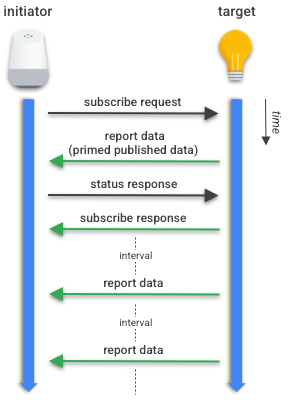 initiator
target
subscribe request
time
report data
(primed published data)
status response
subscribe response
interval
report data
interval
report data